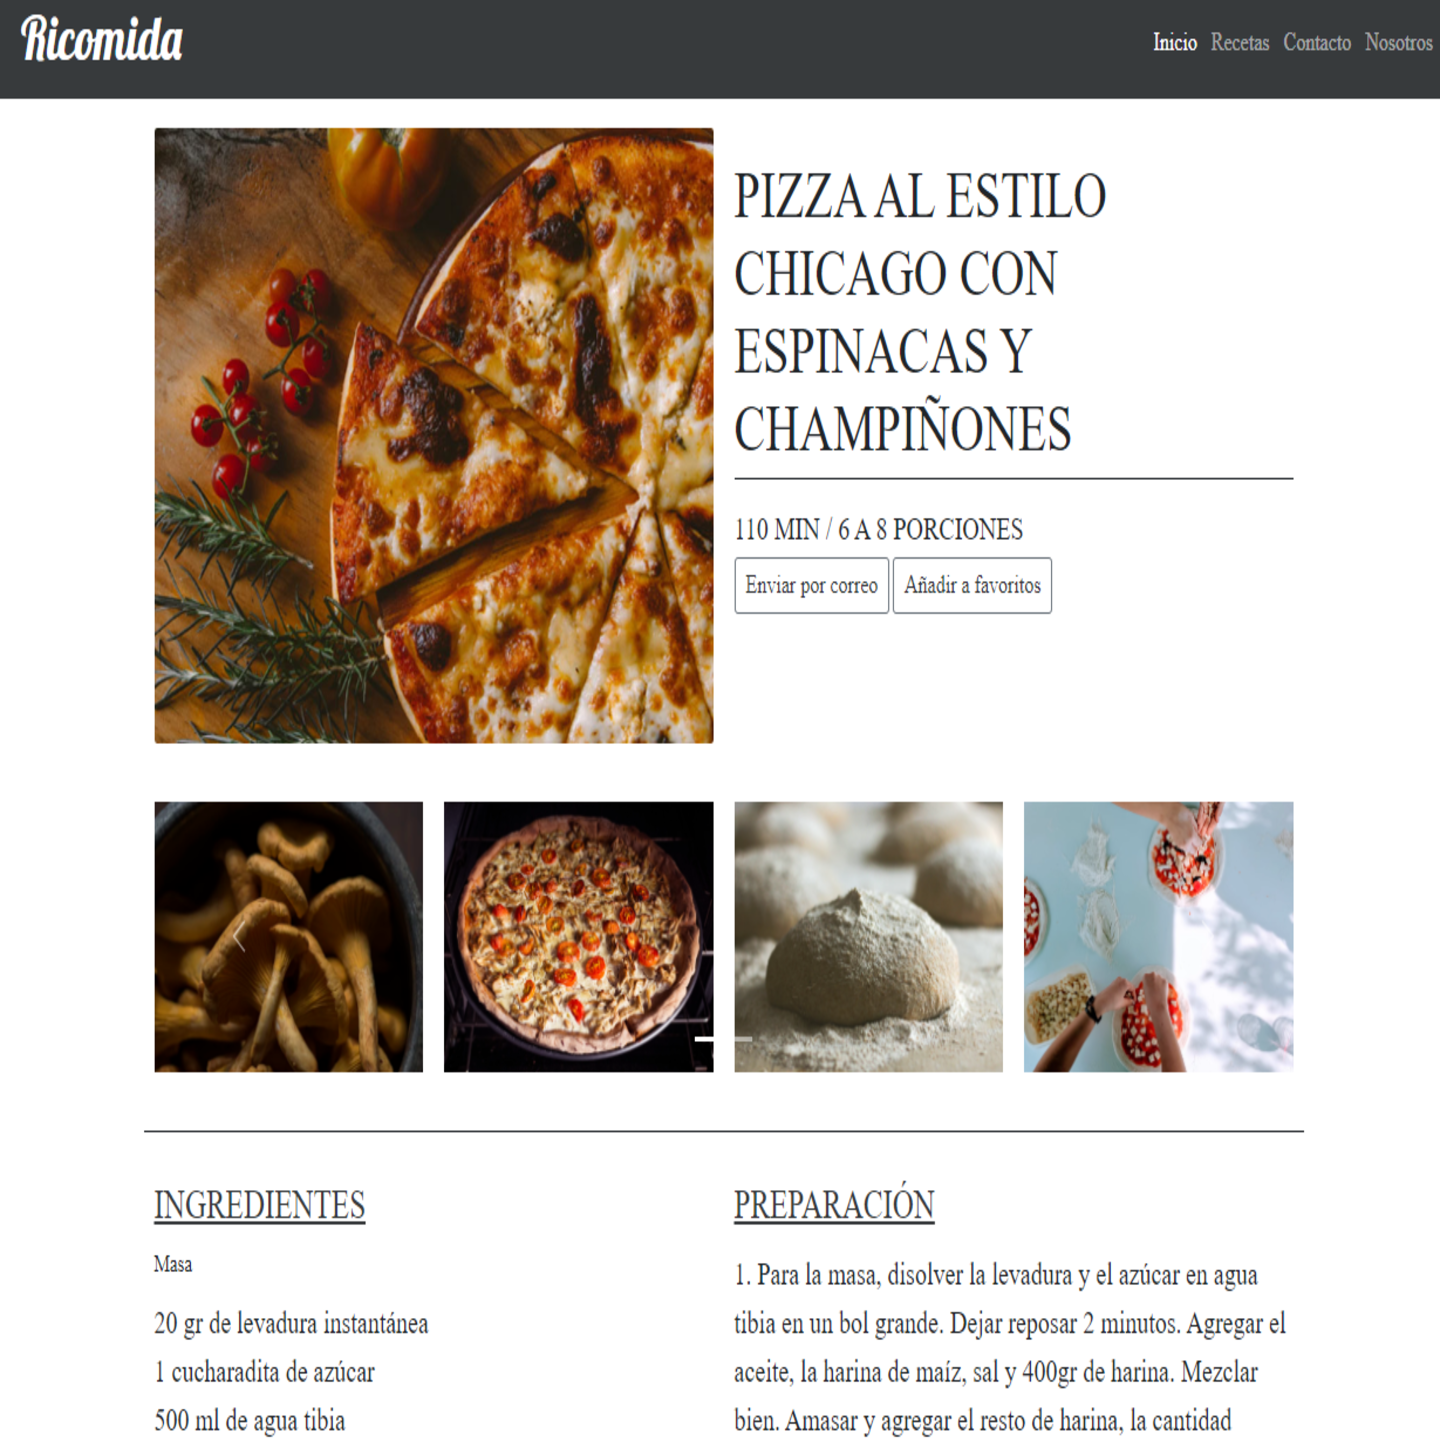 Ricomida
Inicio Recetas Contacto Nosotros
PIZZA AL ESTILO
CHICAGO CON
ESPINACAS Y
CHAMPIÑONES
110 MIN / 6 A 8 PORCIONES
Enviar por correo Añadir a favoritos
INGREDIENTES
Masa
20 gr de levadura instantánea
1 cucharadita de azúcar
500 ml de agua tibia
PREPARACIÓN
1. Para la masa, disolver la levadura y el azúcar en agua
tibia en un bol grande. Dejar reposar 2 minutos. Agregar el
aceite, la harina de maíz, sal y 400gr de harina. Mezclar
bien. Amasar y agregar el resto de harina, la cantidad